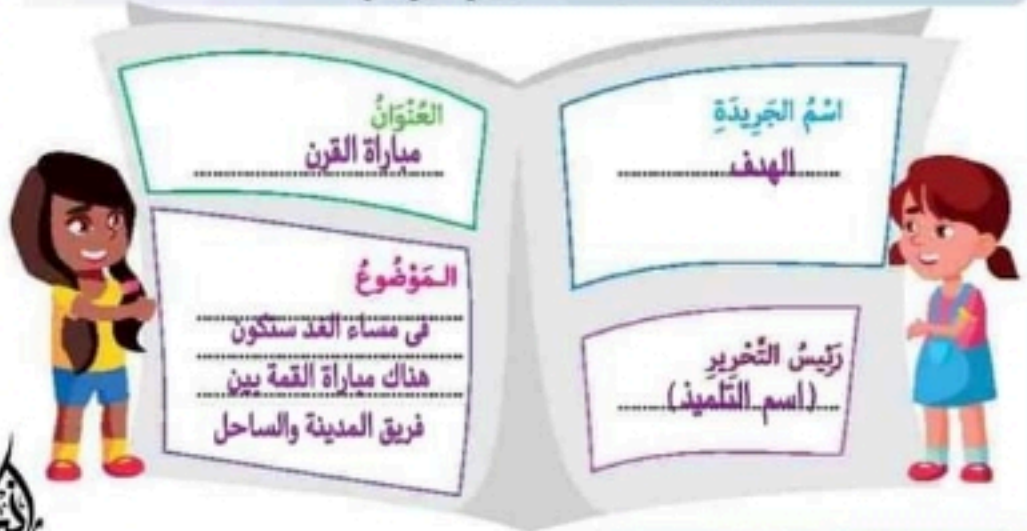 اسْمُ الجَرِيدَةِ
الهدف
رَئِيسُ التَّحْرِيرِ
(اسم التلميذ)
العُنْوَانُ
مباراة القرن
الـمَوْضُوعُ
فى مساء الغد ستكون
هناك مباراة القمة بين
فريق المدينة والساحل